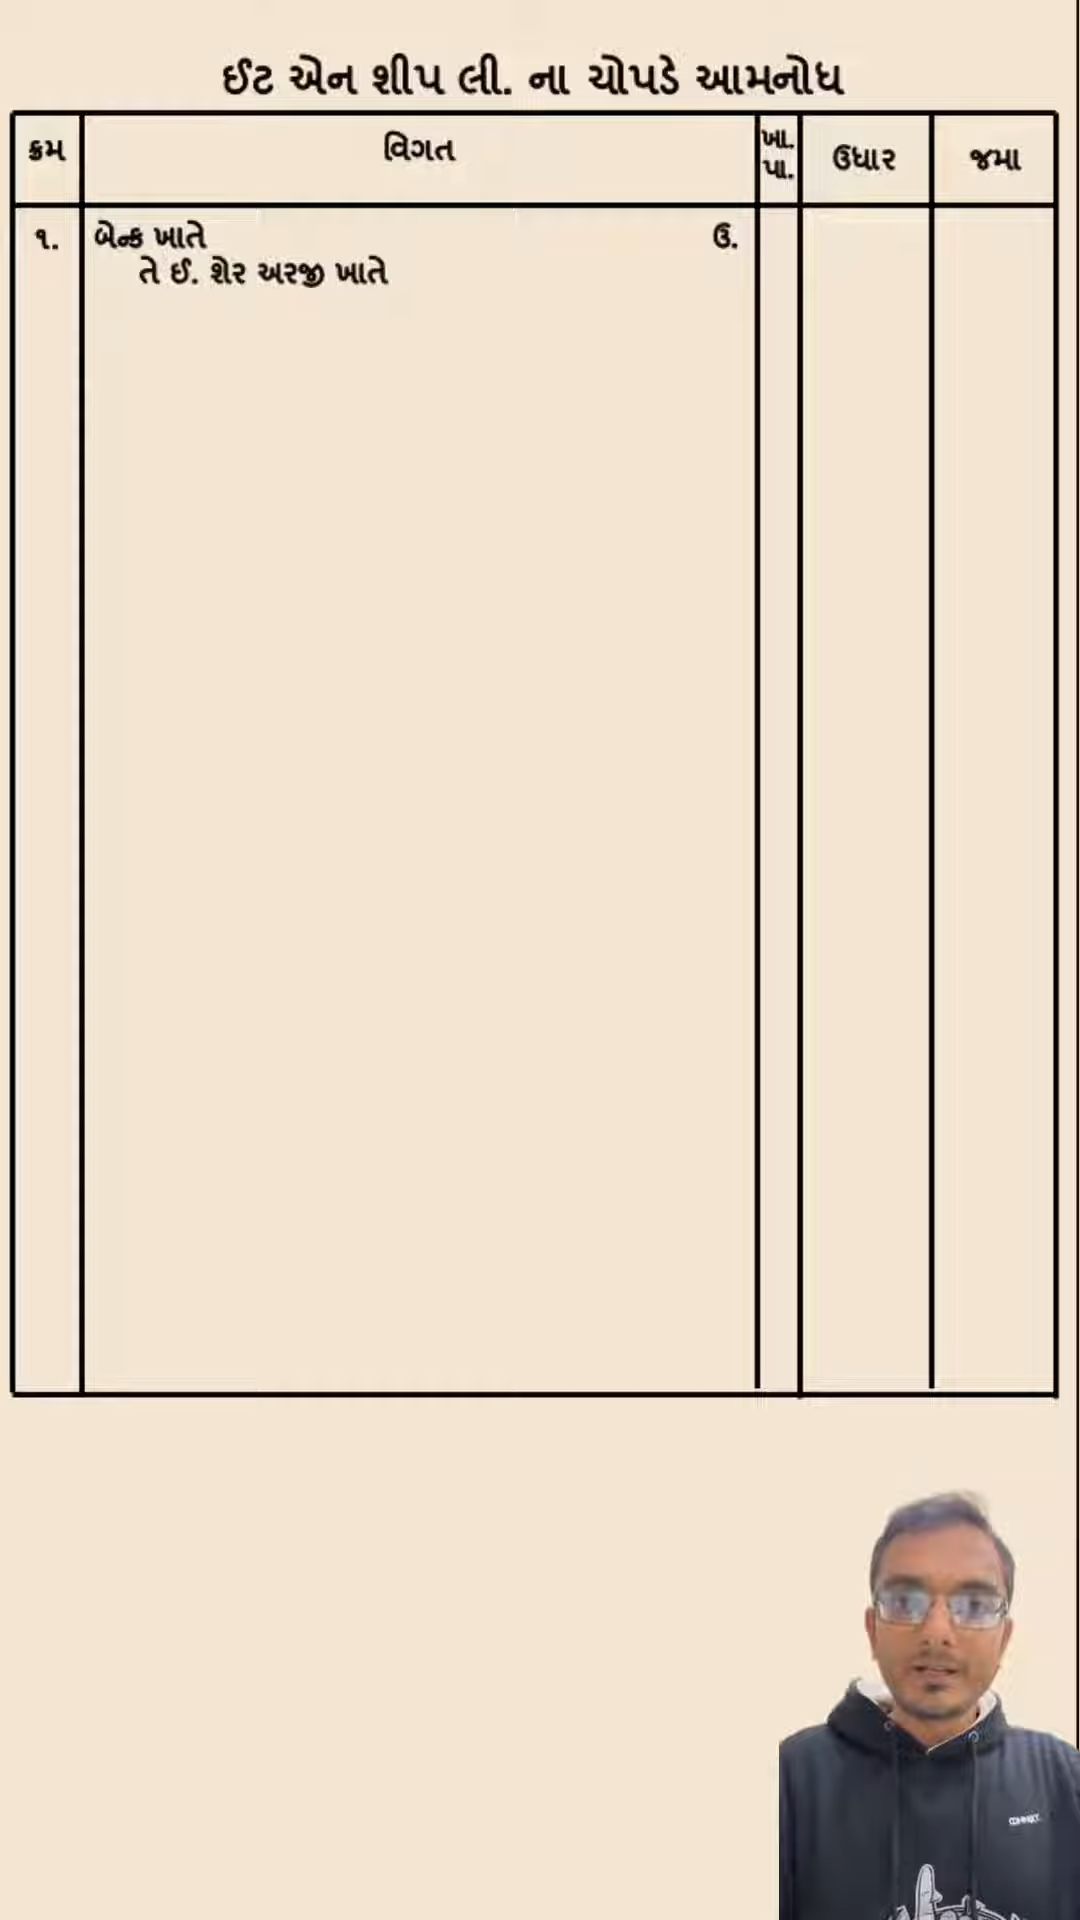 ઈટ એન શીપ લી. ના ચોપડે આમનોધ
ક્રમ વિગત ખા. પા. ઉધાર જમા
૧. બેન્ક ખાતે ઉ.
તે ઈ. શેર અરજી ખાતે